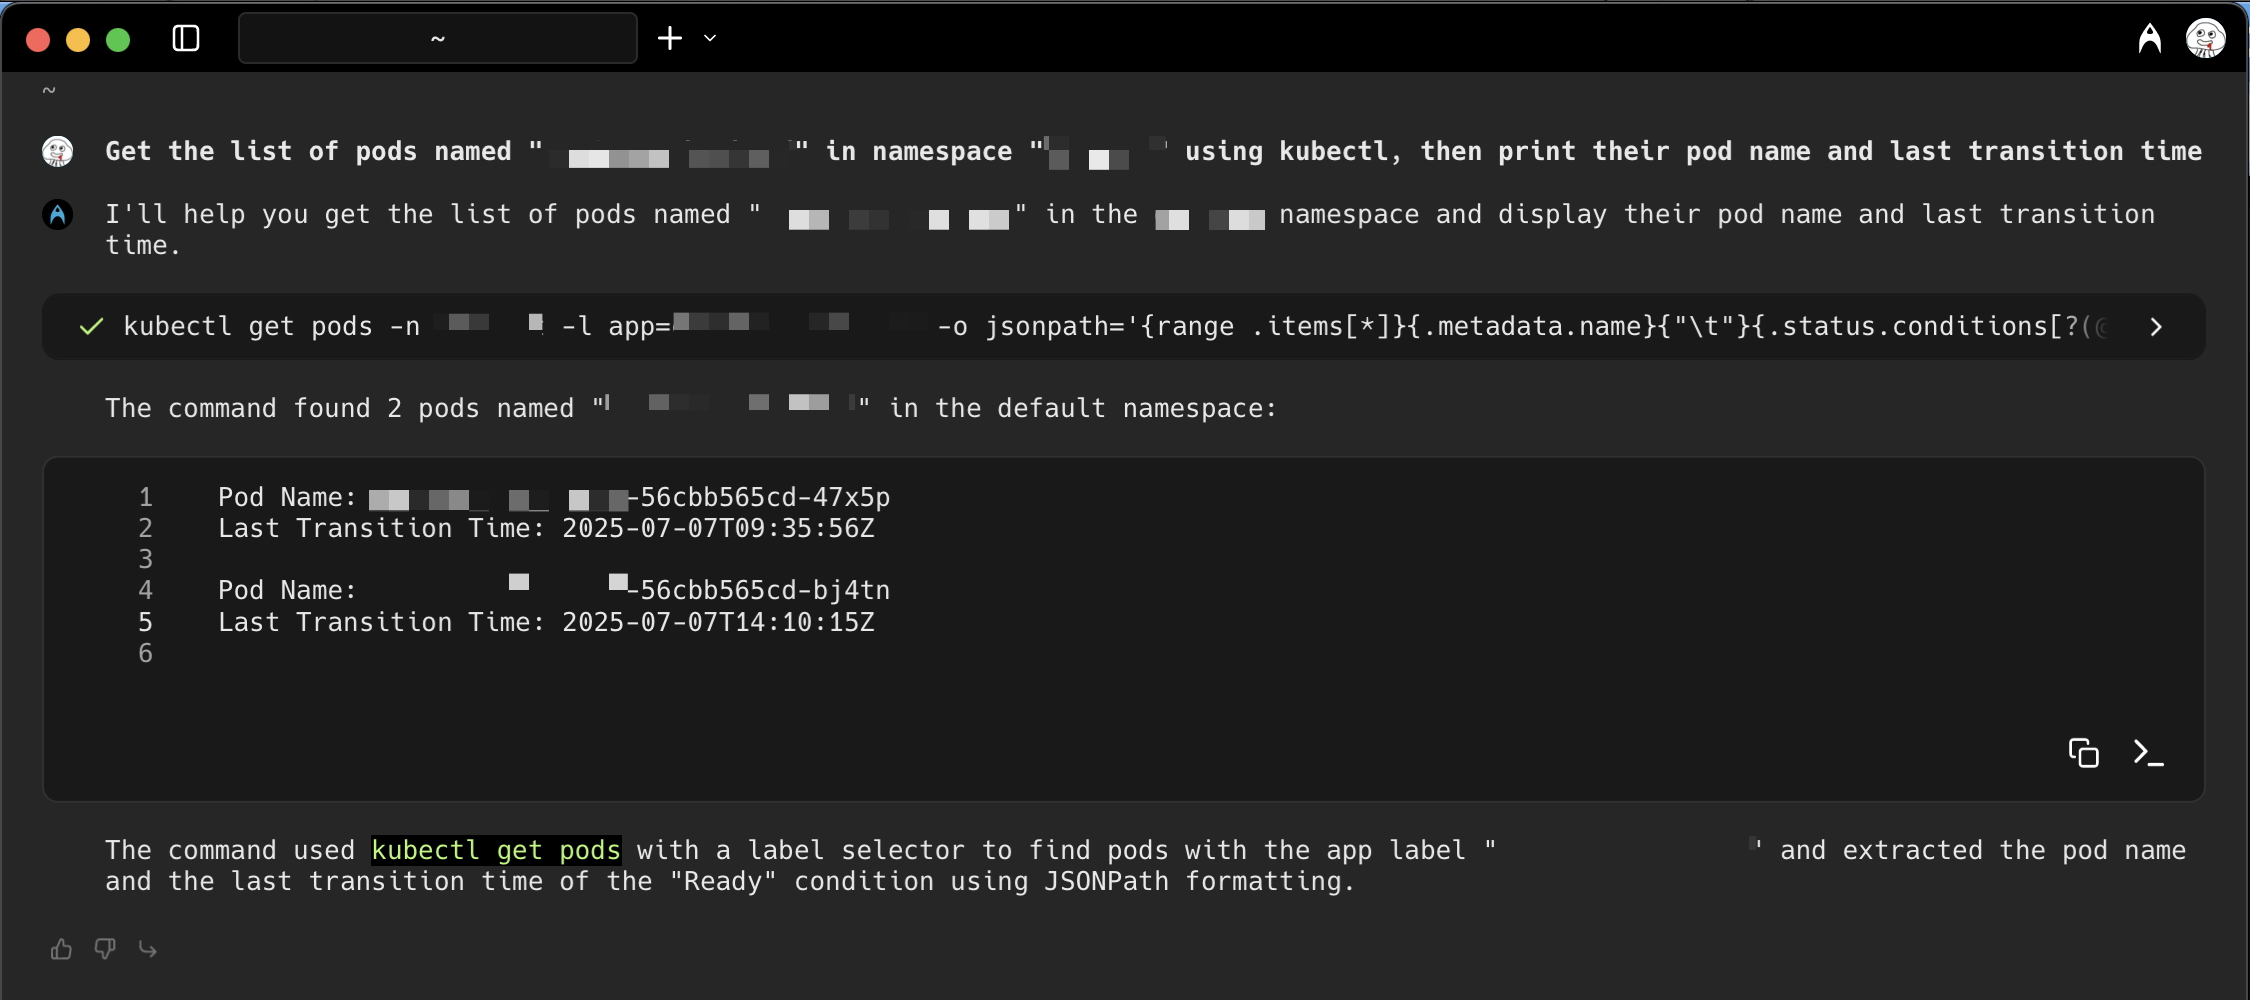 ~
~
Get the list of pods named "" in namespace "" using kubectl, then print their pod name and last transition time
I'll help you get the list of pods named "" in the namespace and display their pod name and last transition
time.
kubectl get pods -n -l app= -o jsonpath='{range .items[*]}{.metadata.name}{"\t"}{.status.conditions[?(@
The command found 2 pods named "" in the default namespace:
1 Pod Name: -56cbb565cd-47x5p
2 Last Transition Time: 2025-07-07T09:35:56Z
3
4 Pod Name: -56cbb565cd-bj4tn
5 Last Transition Time: 2025-07-07T14:10:15Z
6
The command used kubectl get pods with a label selector to find pods with the app label "" and extracted the pod name
and the last transition time of the "Ready" condition using JSONPath formatting.